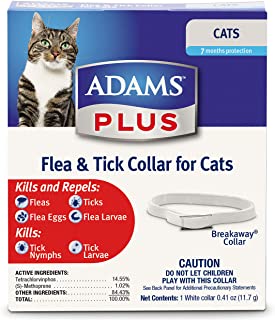 CATS
7 months protection
ADAMS™
PLUS
Flea & Tick Collar for Cats
Kills and Repels:
Fleas Ticks
Flea Eggs Flea Larvae
Kills:
Tick Nymphs Tick Larvae
Breakaway®
Collar
CAUTION
DO NOT LET CHILDREN
PLAY WITH THIS COLLAR
See Back Panel for Additional Precautionary Statements
ACTIVE INGREDIENTS:
Tetrachlorvinphos 14.55%
(S)-Methoprene 1.02%
OTHER INGREDIENTS: 84.43%
TOTAL: 100.00%
Net Contents: 1 White collar 0.41 oz (11.7 g)